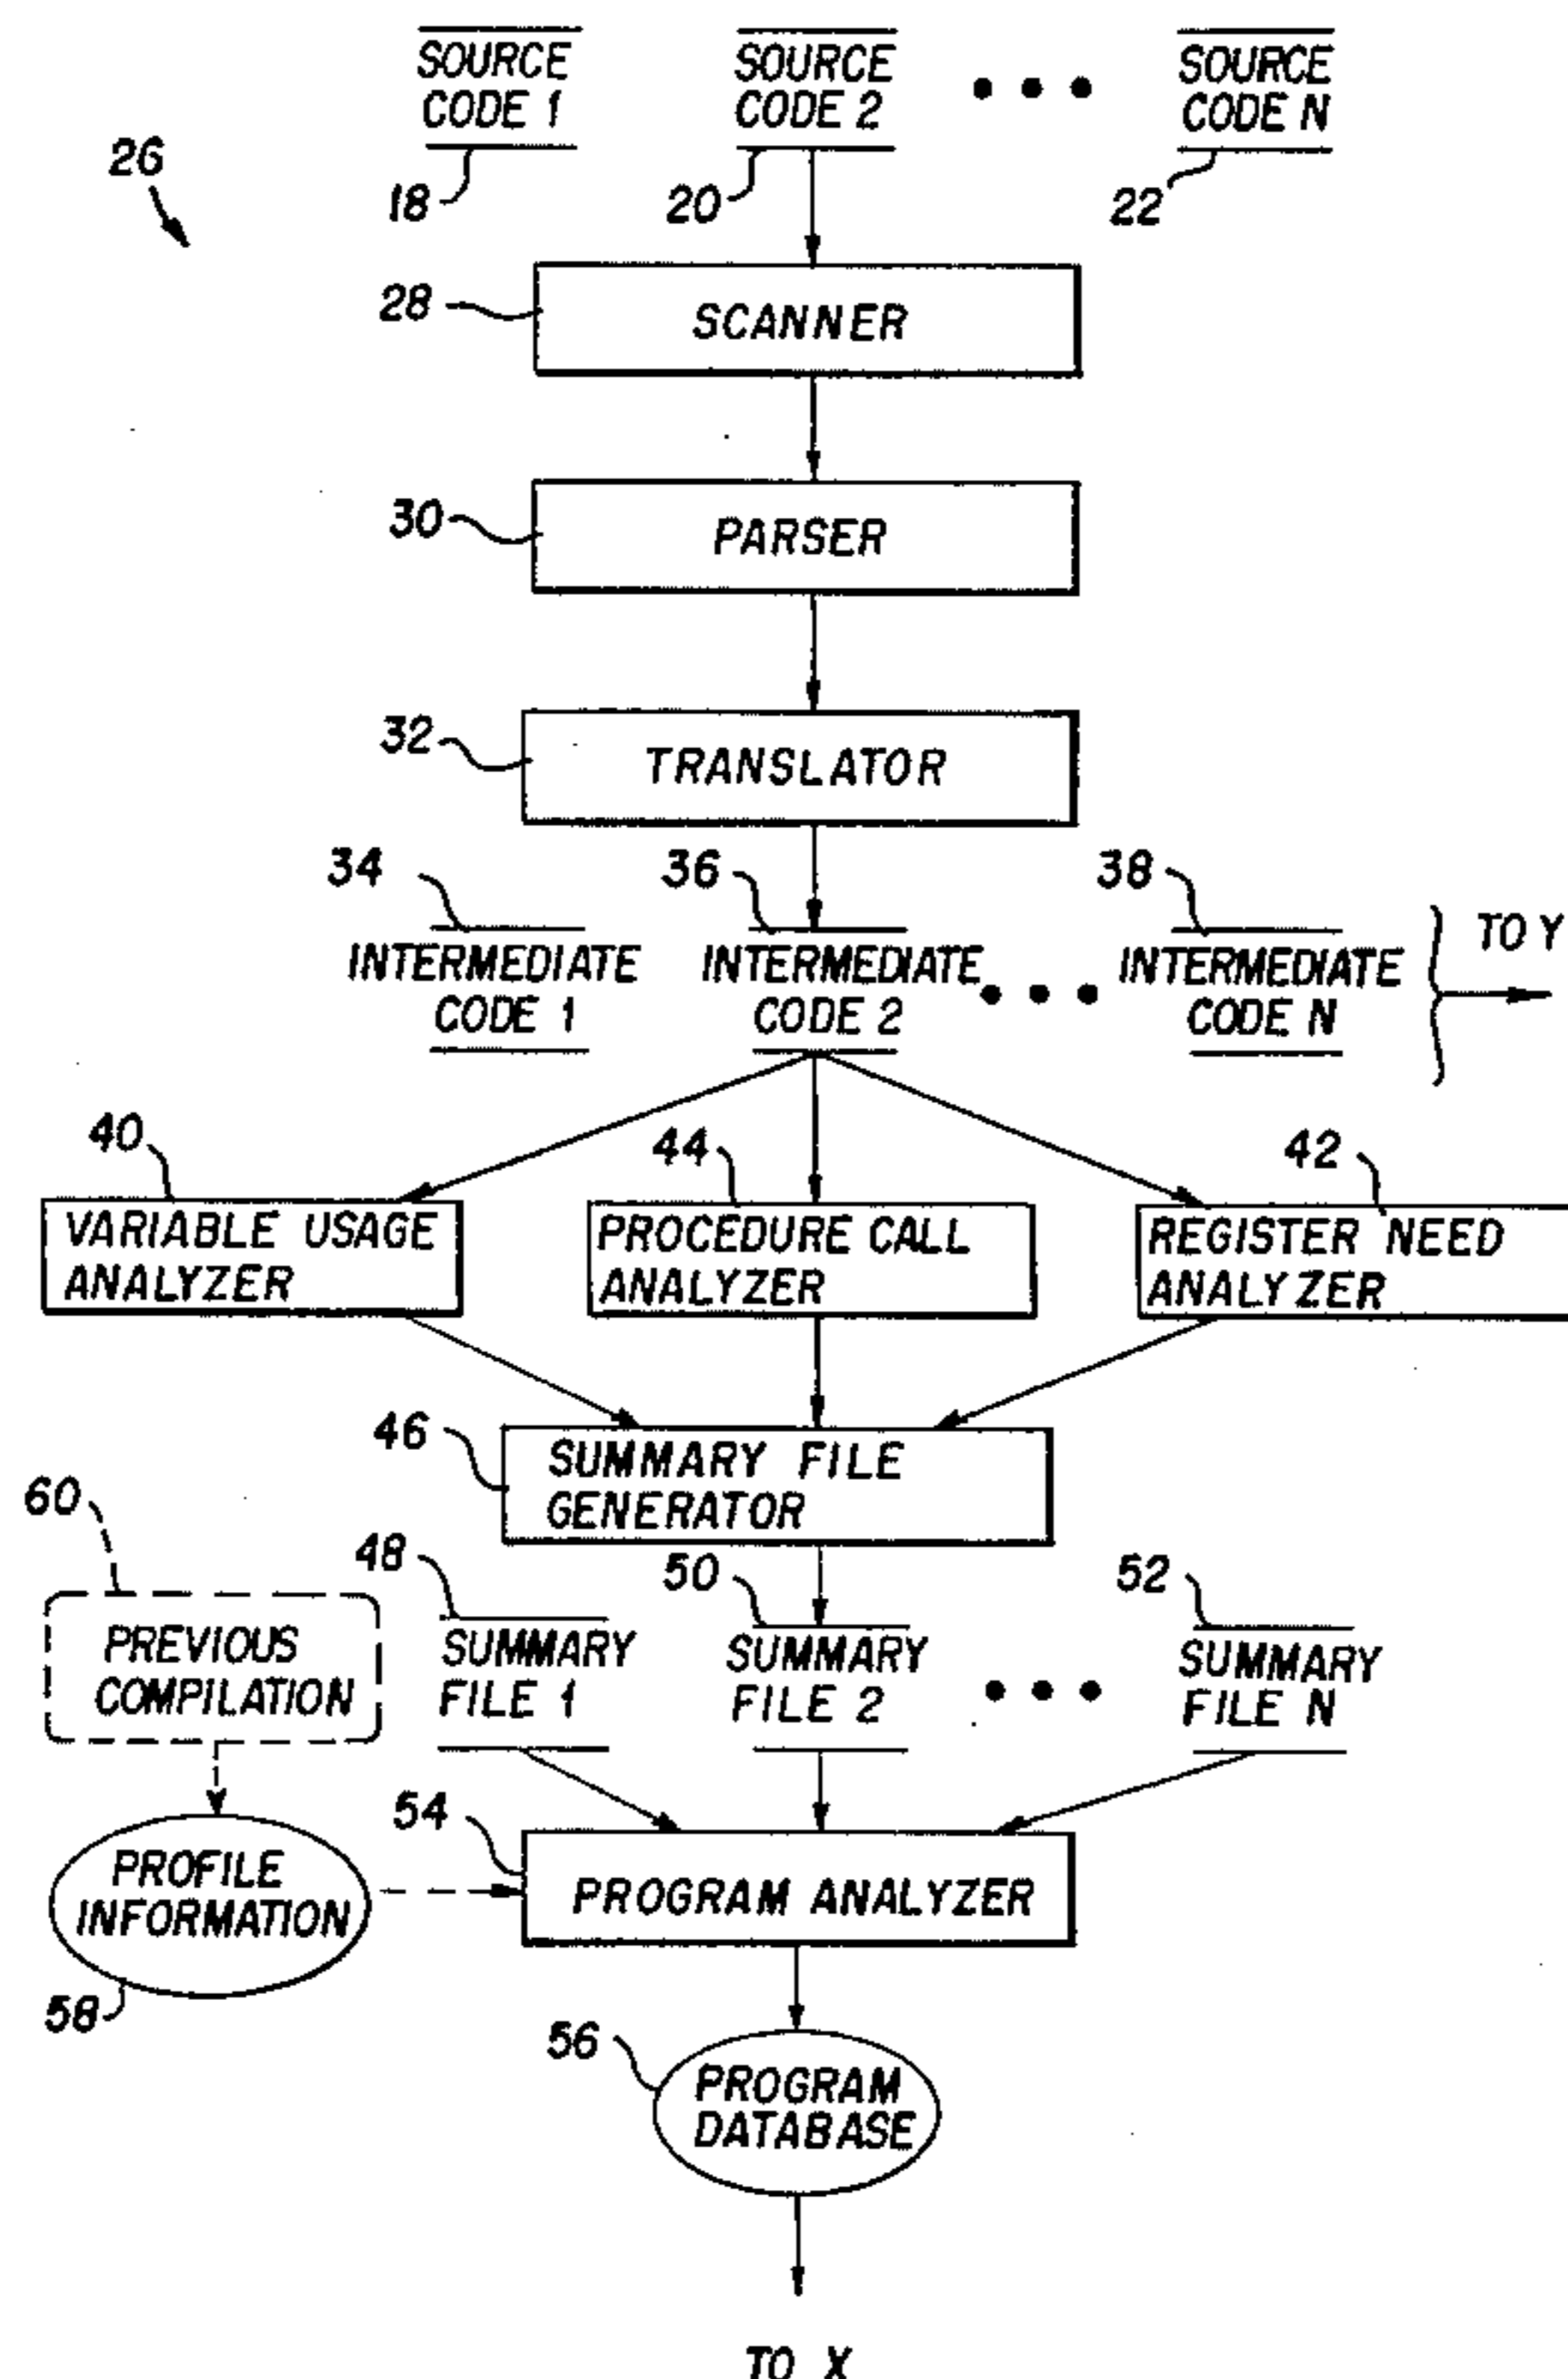 SOURCE CODE 1
SOURCE CODE 2
SOURCE CODE N
26
18
20
22
28
SCANNER
30
PARSER
32
TRANSLATOR
34
36
38
INTERMEDIATE CODE 1
INTERMEDIATE CODE 2
INTERMEDIATE CODE N
TO Y
40
44
42
VARIABLE USAGE
ANALYZER
PROCEDURE CALL
ANALYZER
REGISTER NEED
ANALYZER
46
SUMMARY FILE
GENERATOR
60
48
50
52
PREVIOUS
COMPILATION
SUMMARY
FILE 1
SUMMARY
FILE 2
SUMMARY
FILE N
54
PROFILE
INFORMATION
PROGRAM ANALYZER
58
56
PROGRAM
DATABASE
TO X